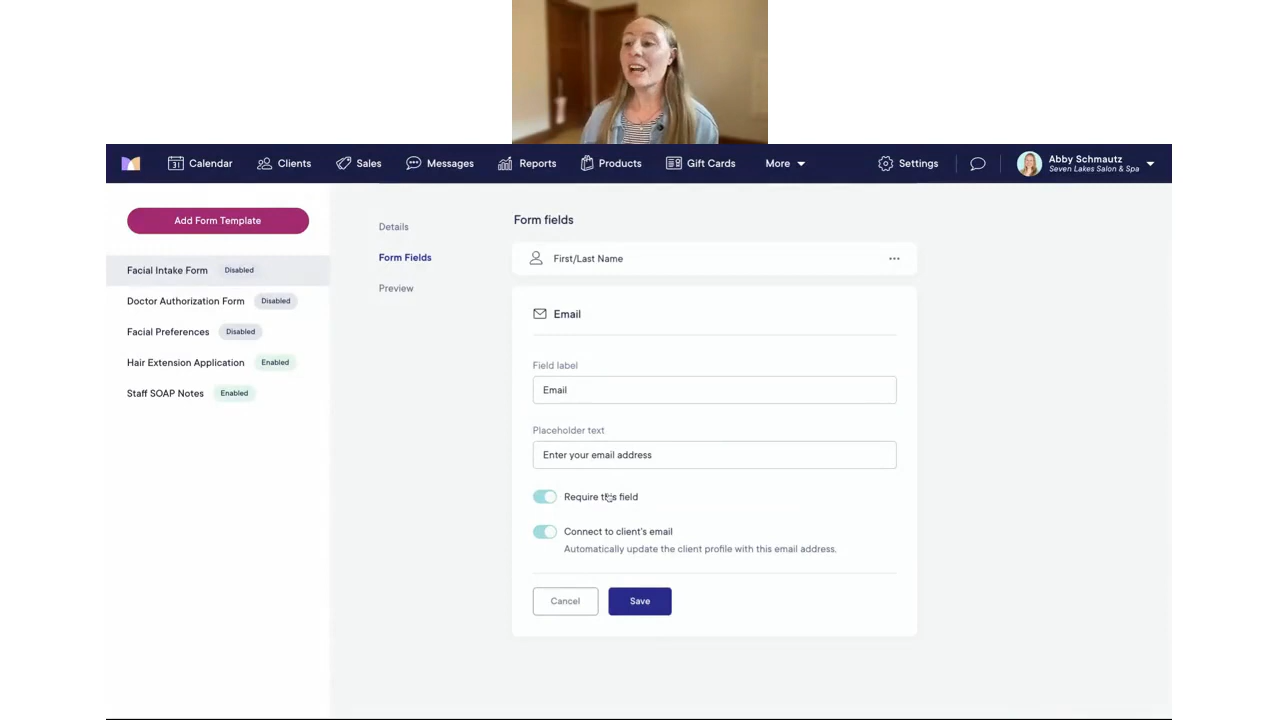 Calendar
Clients
Sales
Messages
Reports
Products
Gift Cards
More
Settings
Abby Schmautz
Seven Lakes Salon & Spa
31
Add Form Template
Facial Intake Form Disabled
Doctor Authorization Form Disabled
Facial Preferences Disabled
Hair Extension Application Enabled
Staff SOAP Notes Enabled
Details
Form Fields
Preview
Form fields
First/Last Name
Email
Field label
Email
Placeholder text
Enter your email address
Require this field
Connect to client's email
Automatically update the client profile with this email address.
Cancel
Save